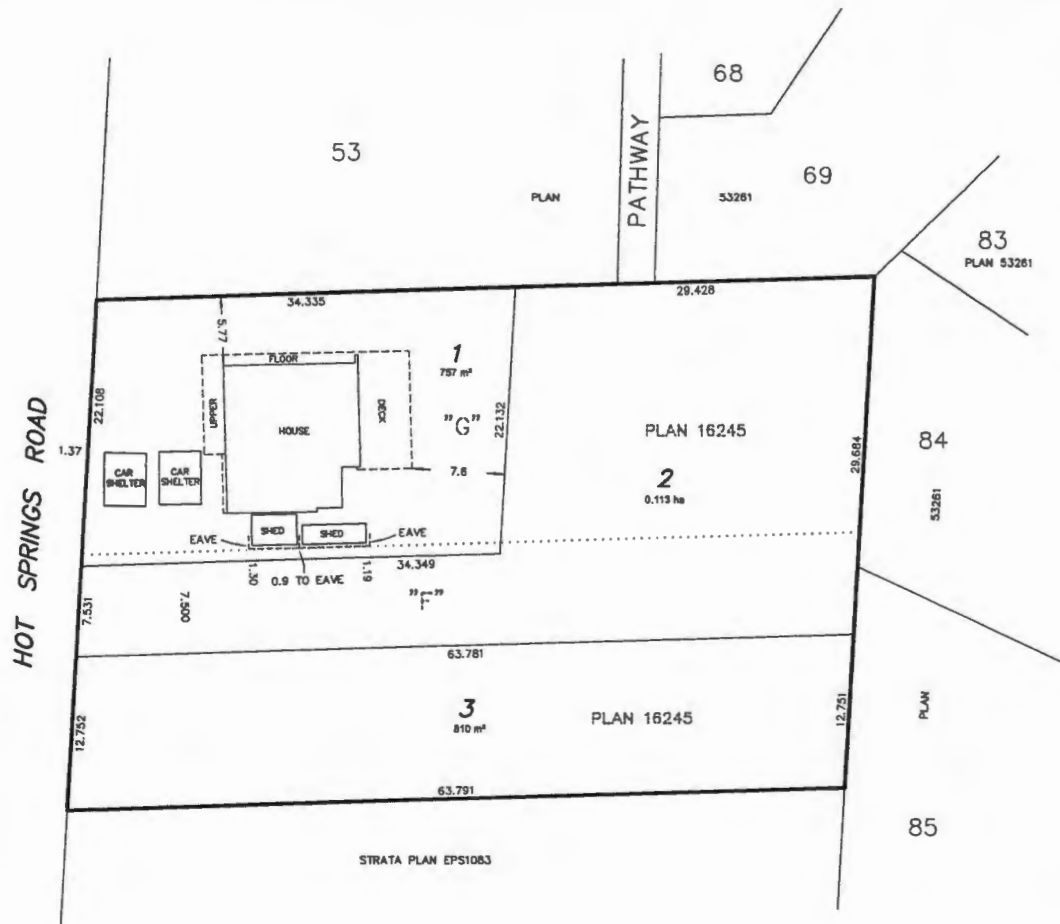 68
53
PATHWAY
69
PLAN
53261
83
PLAN 53261
34.335
29.428
5.77
1
757 m²
FLOOR
UPPER
HOUSE
DECK
"G"
22.108
22.132
HOT SPRINGS ROAD
1.37
CAR
SHELTER
CAR
SHELTER
7.6
PLAN 16245
2
0.113 ha
29.684
84
53261
EAVE
SHED
SHED
EAVE
1.30
0.9 TO EAVE
1.19
34.349
7.531
7.500
"F"
63.781
3
810 m²
PLAN 16245
12.752
12.751
PLAN
63.791
85
STRATA PLAN EPS1083